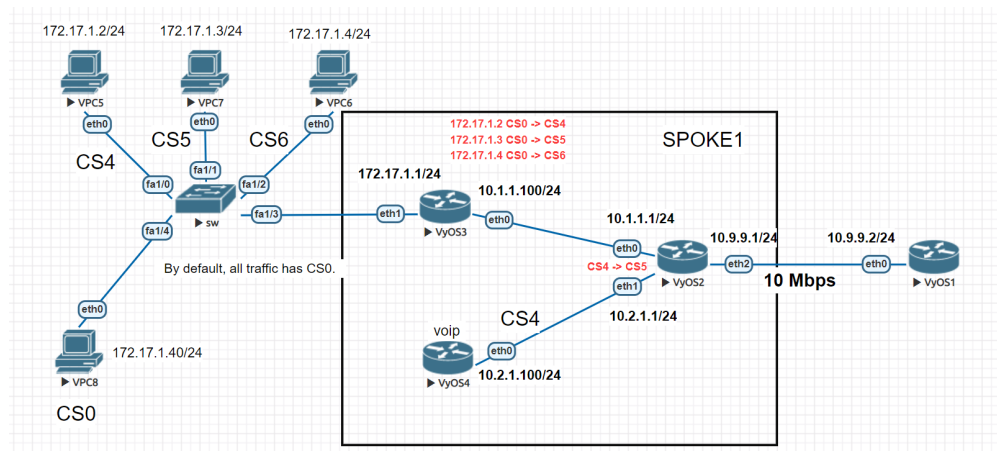 172.17.1.2/24
172.17.1.3/24
172.17.1.4/24
VPC5
VPC7
VPC6
eth0
eth0
eth0
CS4
CS5
CS6
fa1/0
fa1/1
fa1/2
sw
fa1/3
fa1/4
By default, all traffic has CS0.
eth0
172.17.1.40/24
VPC8
CS0
172.17.1.2 CS0 -> CS4
172.17.1.3 CS0 -> CS5
172.17.1.4 CS0 -> CS6
SPOKE1
172.17.1.1/24
10.1.1.100/24
eth1
eth0
VyOS3
10.1.1.1/24
eth0
CS4 -> CS5
10.9.9.1/24
eth2
VyOS2
eth1
10.2.1.1/24
10 Mbps
10.9.9.2/24
eth0
VyOS1
CS4
voip
eth0
VyOS4
10.2.1.100/24